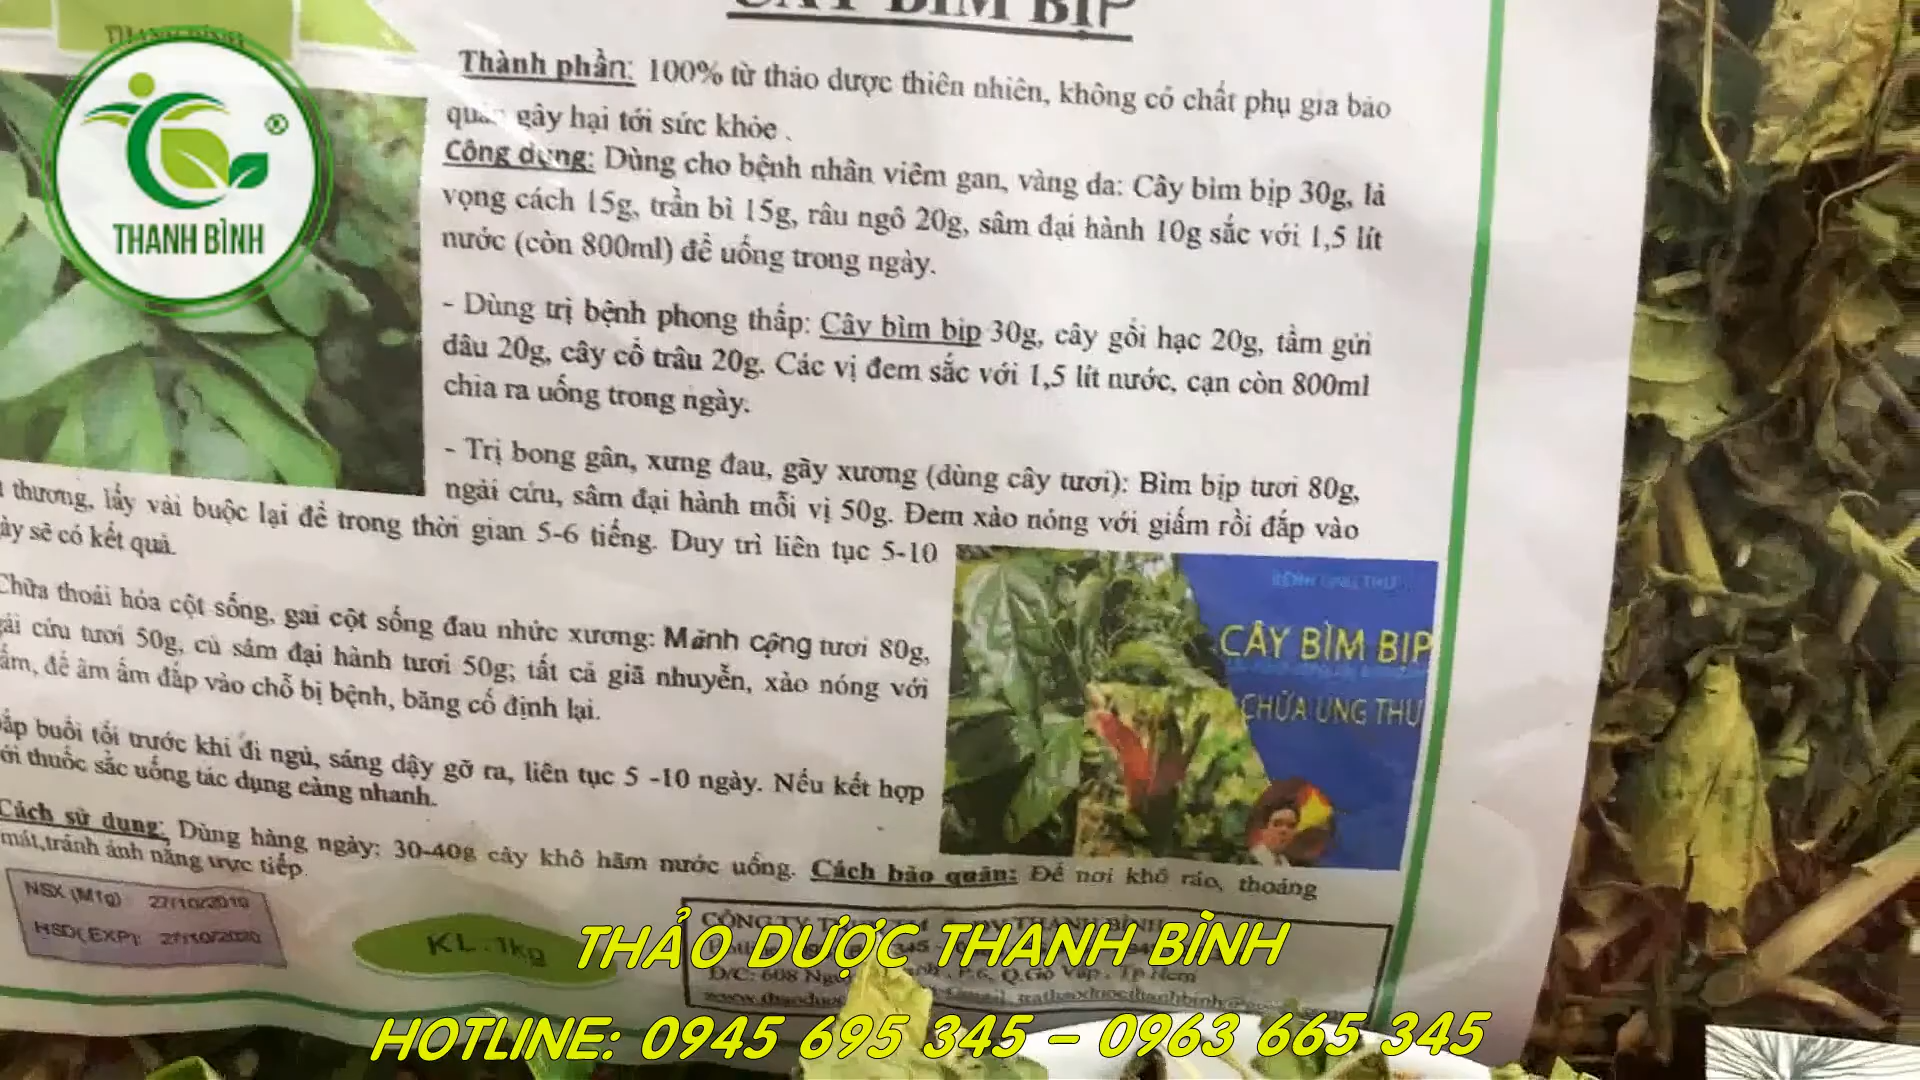 CÂY BÌM BỊP
THANH BÌNH
®
THANH BÌNH
Thành phần: 100% từ thảo dược thiên nhiên, không có chất phụ gia bảo
quản gây hại tới sức khỏe .
Công dụng: Dùng cho bệnh nhân viêm gan, vàng da: Cây bìm bịp 30g, lá
vọng cách 15g, trần bì 15g, râu ngô 20g, sâm đại hành 10g sắc với 1,5 lít
nước (còn 800ml) để uống trong ngày.
- Dùng trị bệnh phong thấp: Cây bìm bịp 30g, cây gối hạc 20g, tầm gửi
dâu 20g, cây cổ trâu 20g. Các vị đem sắc với 1,5 lít nước, cạn còn 800ml
chia ra uống trong ngày.
- Trị bong gân, xưng đau, gãy xương (dùng cây tươi): Bìm bịp tươi 80g,
ngải cứu, sâm đại hành mỗi vị 50g. Đem xào nóng với giấm rồi đắp vào
thương, lấy vải buộc lại để trong thời gian 5-6 tiếng. Duy trì liên tục 5-10
sẽ có kết quả.
Chữa thoái hóa cột sống, gai cột sống đau nhức xương: Mảnh cộng tươi 80g,
cứu tươi 50g, củ sâm đại hành tươi 50g; tất cả giã nhuyễn, xào nóng với
để âm ấm đắp vào chỗ bị bệnh, băng cố định lại.
buổi tối trước khi đi ngủ, sáng dậy gỡ ra, liên tục 5 -10 ngày. Nếu kết hợp
thuốc sắc uống tác dụng càng nhanh.
CÂY BÌM BỊP
CHỮA UNG THƯ
Cách sử dụng: Dùng hàng ngày: 30-40g cây khô hãm nước uống. Cách bảo quản: Để nơi khô ráo, thoáng
mát,tránh ánh nắng trực tiếp.
NSX (Mfg) 27/10/2019
HSD( EXP): 27/10/2020
KL : 1kg
CÔNG TY THANH BÌNH
Đ/C: 608 P.6, Q.Gò Vấp , Tp Hcm
THẢO DƯỢC THANH BÌNH
HOTLINE: 0945 695 345 – 0963 665 345